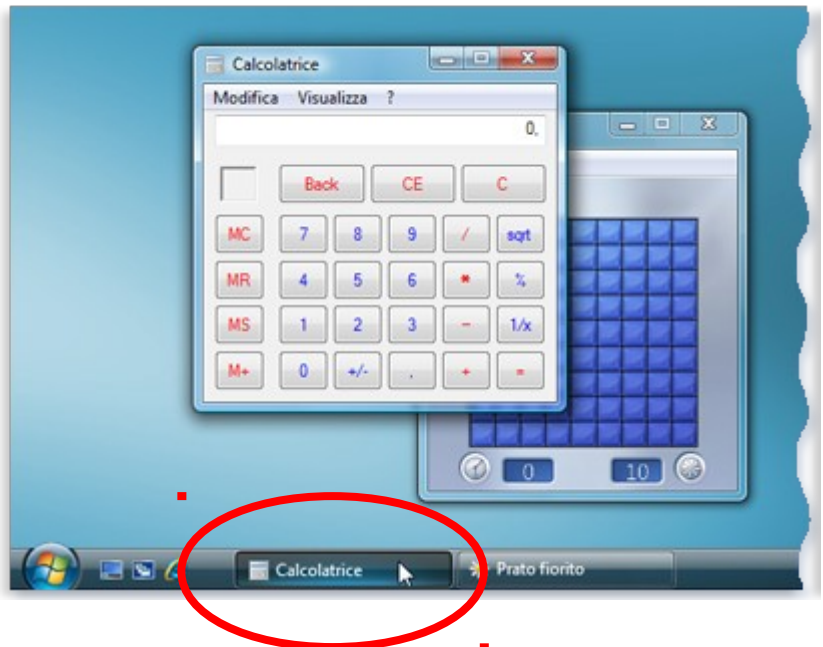 Calcolatrice
Modifica Visualizza ?
0,
Back CE C
MC 7 8 9 / sqrt
MR 4 5 6 * %
MS 1 2 3 - 1/x
M+ 0 +/- . + =
0 10
Calcolatrice Prato fiorito